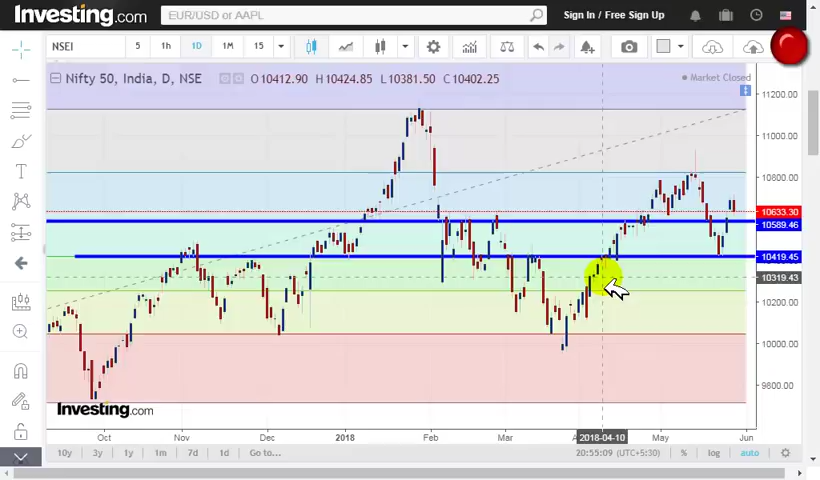 Investing.com EUR/USD or AAPL Sign In / Free Sign Up
NSEI 5 1h 1D 1M 15
Nifty 50, India, D, NSE O10412.90 H10424.85 L10381.50 C10402.25
Market Closed
11200.00
11000.00
10800.00
10633.30
10589.46
10419.45
10319.43
10200.00
10000.00
9800.00
Investing.com
Oct Nov Dec 2018 Feb Mar 2018-04-10 May Jun
10y 3y 1y 1m 7d 1d Go to... 20:55:09 (UTC+5:30) % log auto